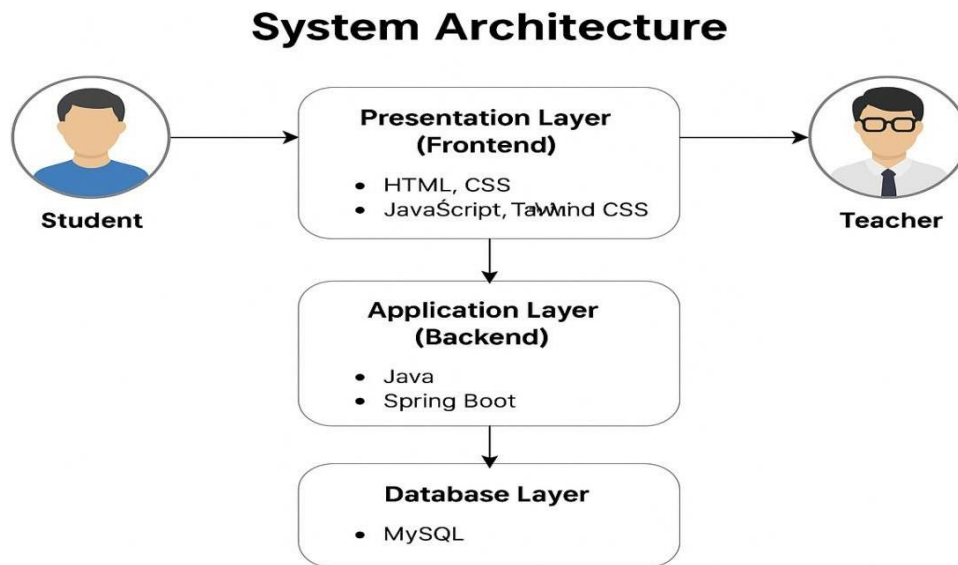 System Architecture
Presentation Layer
(Frontend)
• HTML, CSS
• JavaŚcript, CSS
Student
Teacher
Application Layer
(Backend)
• Java
• Spring Boot
Database Layer
• MySQL